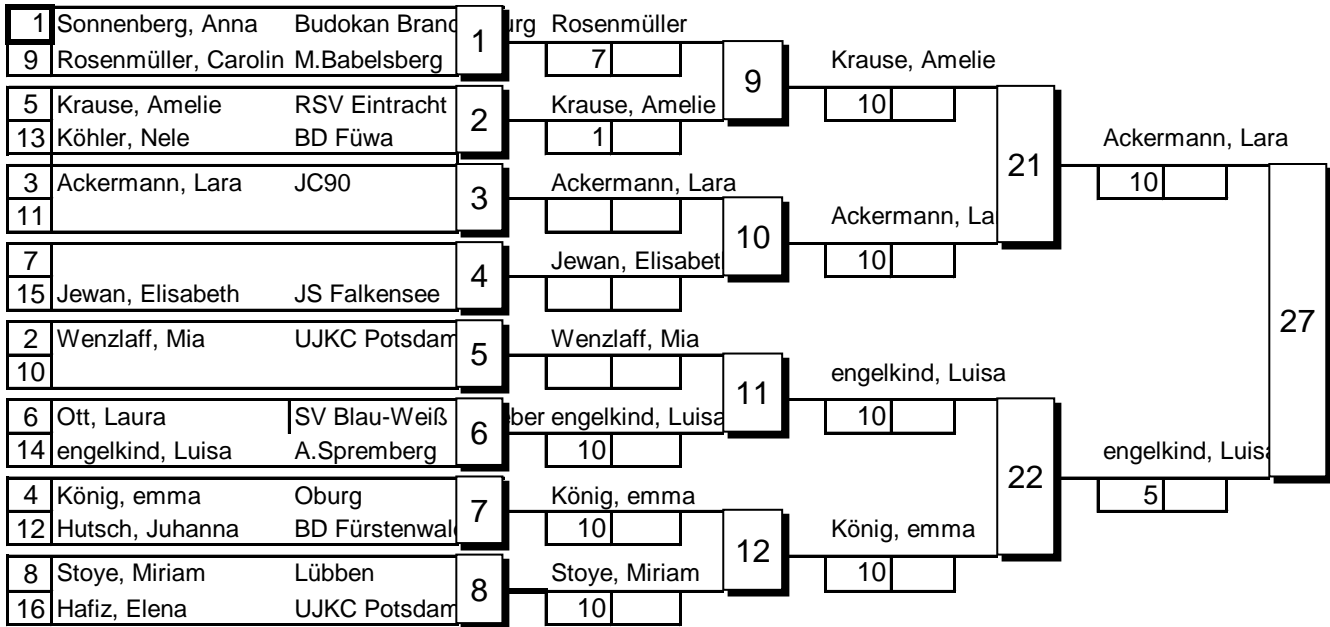 1 Sonnenberg, Anna Budokan Brand urg Rosenmüller
9 Rosenmüller, Carolin M.Babelsberg 1 7 Krause, Amelie
9
5 Krause, Amelie RSV Eintracht Krause, Amelie 10
13 Köhler, Nele BD Füwa 2 1 Ackermann, Lara
21
3 Ackermann, Lara JC90 Ackermann, Lara 10
11 3 Ackermann, La
10
7 Jewan, Elisabet 10
15 Jewan, Elisabeth JS Falkensee 4
27
2 Wenzlaff, Mia UJKC Potsdam Wenzlaff, Mia
10 5 engelkind, Luisa
11
6 Ott, Laura SV Blau-Weiß ber engelkind, Luisa 10
14 engelkind, Luisa A.Spremberg 6 10 engelkind, Luisa
22
4 König, emma Oburg König, emma 5
12 Hutsch, Juhanna BD Fürstenwald 7 10 König, emma
12
8 Stoye, Miriam Lübben Stoye, Miriam 10
16 Hafiz, Elena UJKC Potsdam 8 10